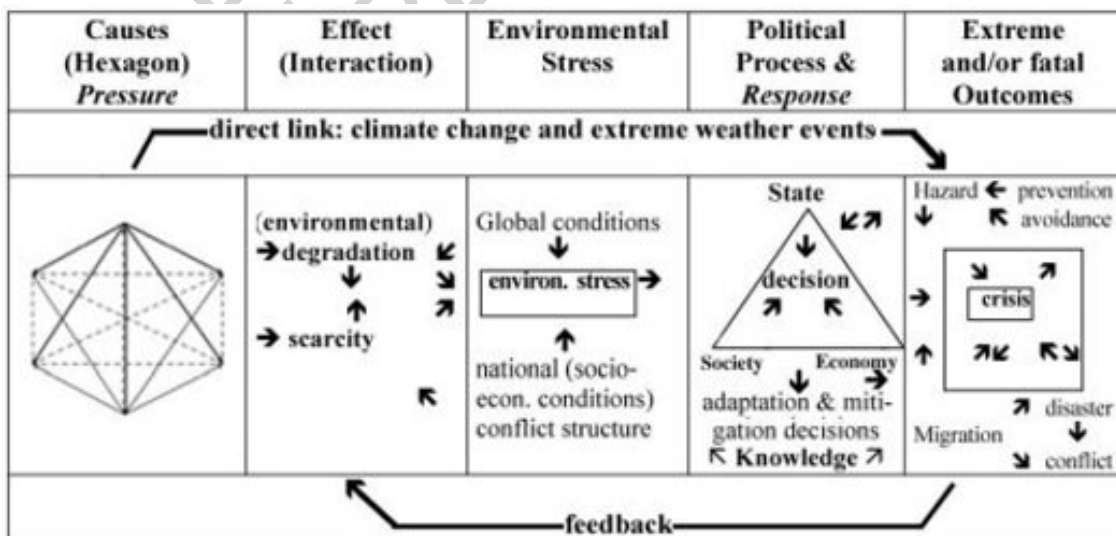 Causes
(Hexagon)
Pressure
Effect
(Interaction)
Environmental
Stress
Political
Process &
Response
Extreme
and/or fatal
Outcomes
direct link: climate change and extreme weather events
(environmental)
degradation
scarcity
Global conditions
environ. stress
national (socio-
econ. conditions)
conflict structure
State
decision
Society
Economy
adaptation & miti-
gation decisions
Knowledge
Hazard
prevention
avoidance
crisis
disaster
Migration
conflict
feedback